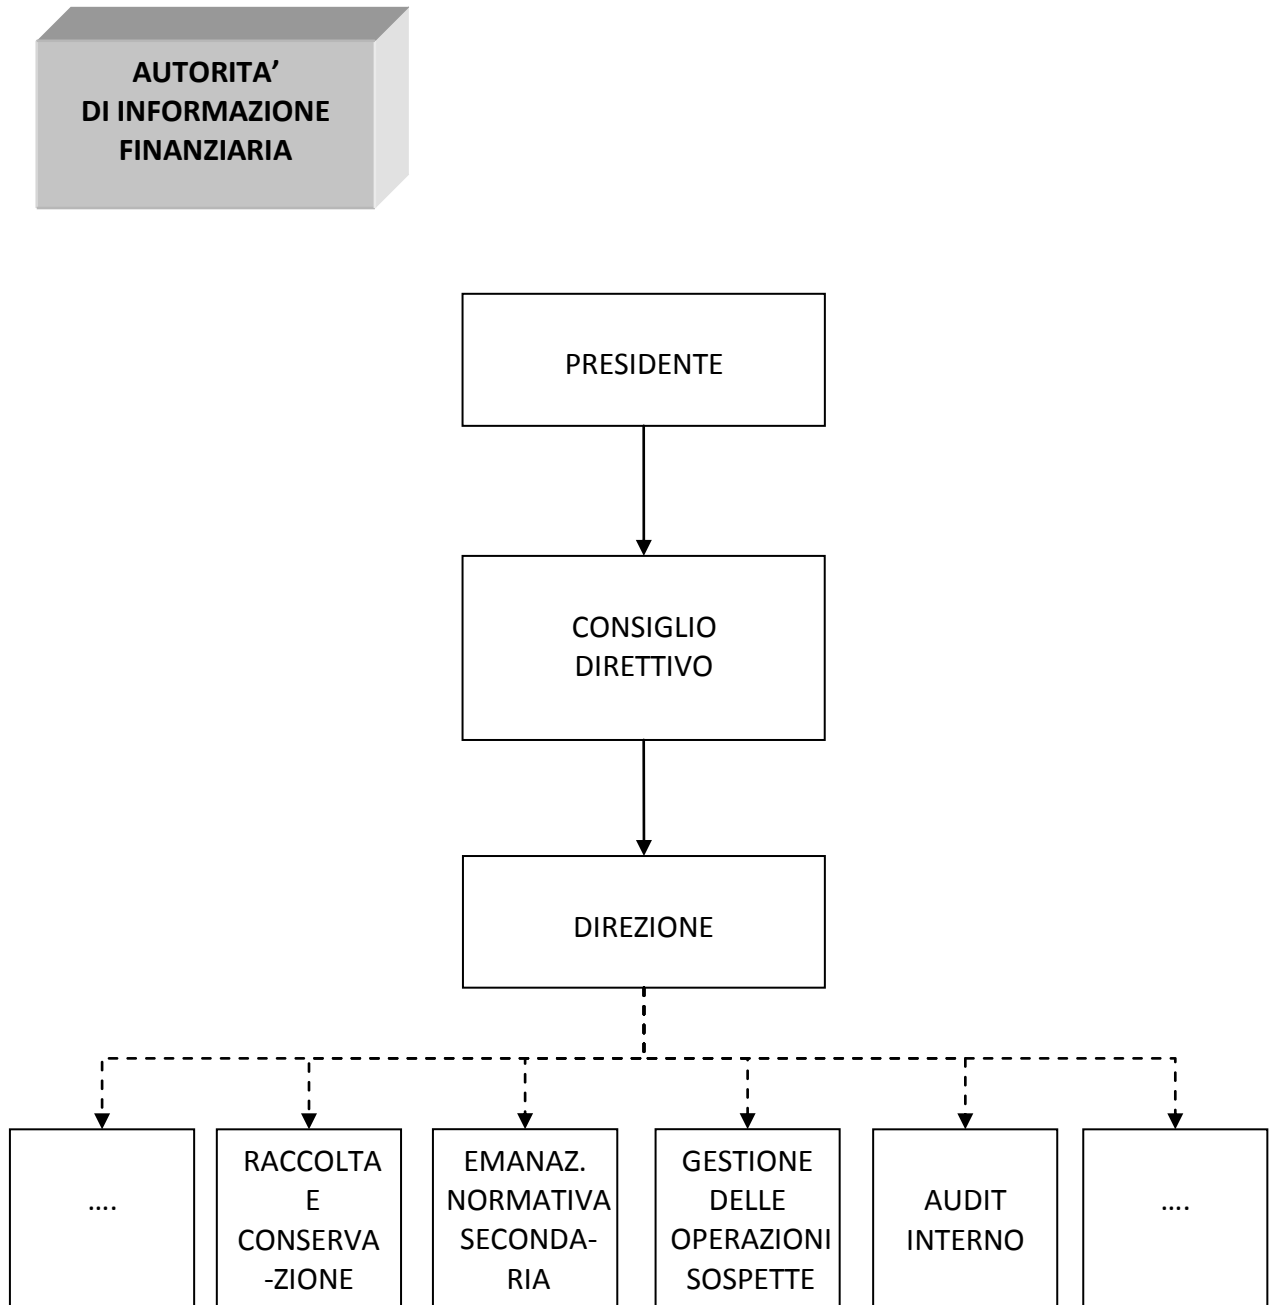 AUTORITA’
DI INFORMAZIONE
FINANZIARIA
PRESIDENTE
CONSIGLIO
DIRETTIVO
DIREZIONE
....
RACCOLTA
E
CONSERVA
-ZIONE
EMANAZ.
NORMATIVA
SECONDA-
RIA
GESTIONE
DELLE
OPERAZIONI
SOSPETTE
AUDIT
INTERNO
....